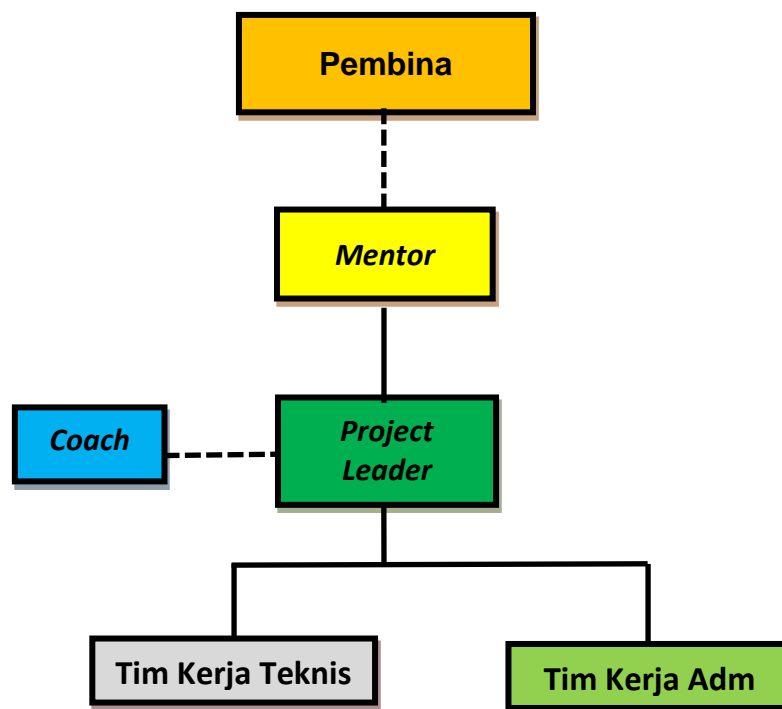 Pembina
Mentor
Coach
Project
Leader
Tim Kerja Teknis
Tim Kerja Adm